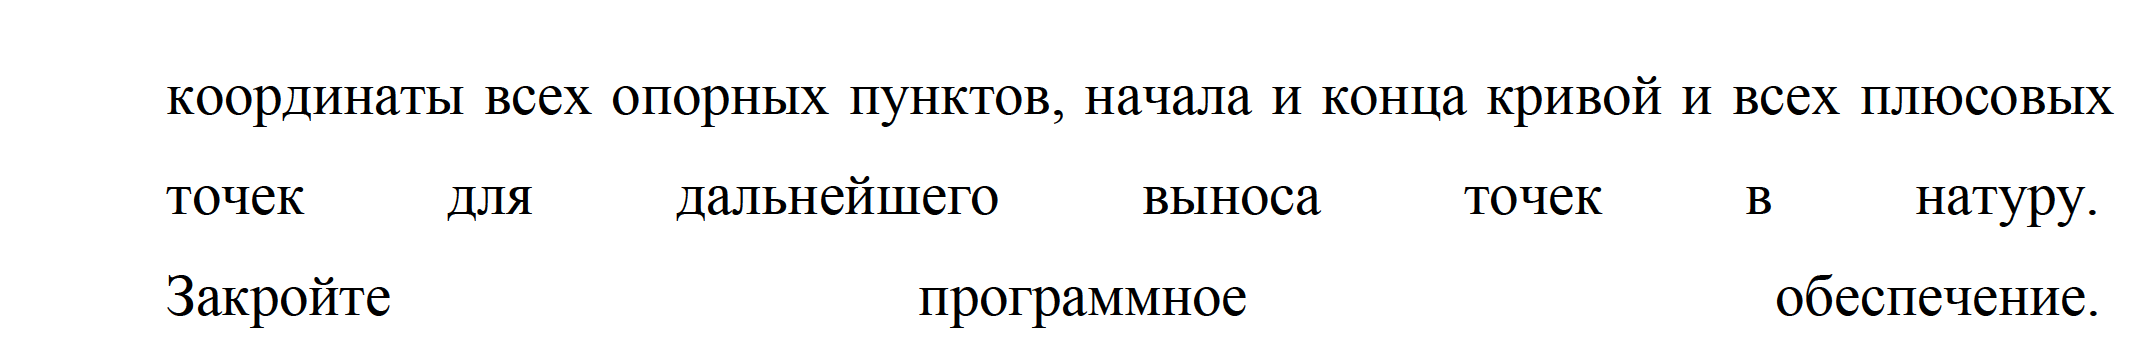 координаты всех опорных пунктов, начала и конца кривой и всех плюсовых
точек для дальнейшего выноса точек в натуру.
Закройте программное обеспечение.